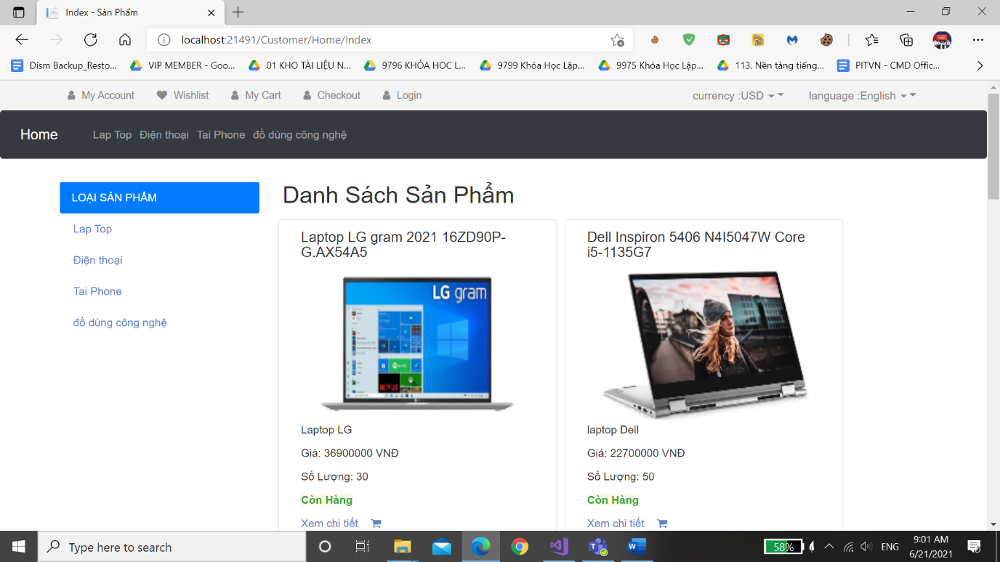 Index - Sản Phẩm
localhost:21491/Customer/Home/Index
Dism Backup_Resto... VIP MEMBER - Goo... 01 KHO TÀI LIỆU N... 9796 KHÓA HOC L... 9799 Khóa Học Lập... 9975 Khóa Học Lập... 113. Nền tảng tiếng... PITVN - CMD Offic...
My Account Wishlist My Cart Checkout Login currency :USD language :English
Home Lap Top Điện thoại Tai Phone đồ dùng công nghệ
LOẠI SẢN PHẨM
Lap Top
Điện thoại
Tai Phone
đồ dùng công nghệ
Danh Sách Sản Phẩm
Laptop LG gram 2021 16ZD90P-
G.AX54A5
LG gram
Laptop LG
Giá: 36900000 VNĐ
Số Lượng: 30
Còn Hàng
Xem chi tiết
Dell Inspiron 5406 N4I5047W Core
i5-1135G7
laptop Dell
Giá: 22700000 VNĐ
Số Lượng: 50
Còn Hàng
Xem chi tiết
Type here to search
58%
ENG
9:01 AM
6/21/2021